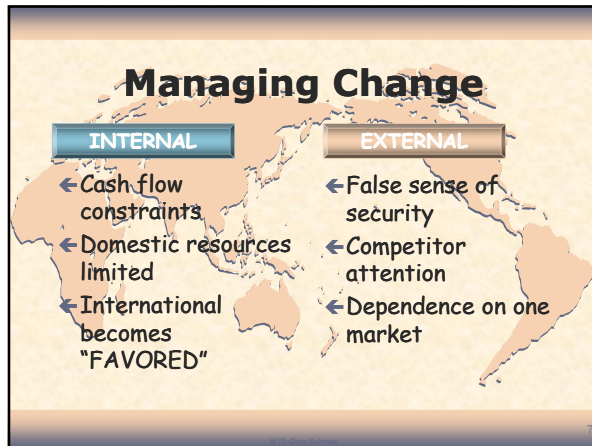 Managing Change
INTERNAL
Cash flow
constraints
Domestic resources
limited
International
becomes
“FAVORED”
EXTERNAL
False sense of
security
Competitor
attention
Dependence on one
market
7